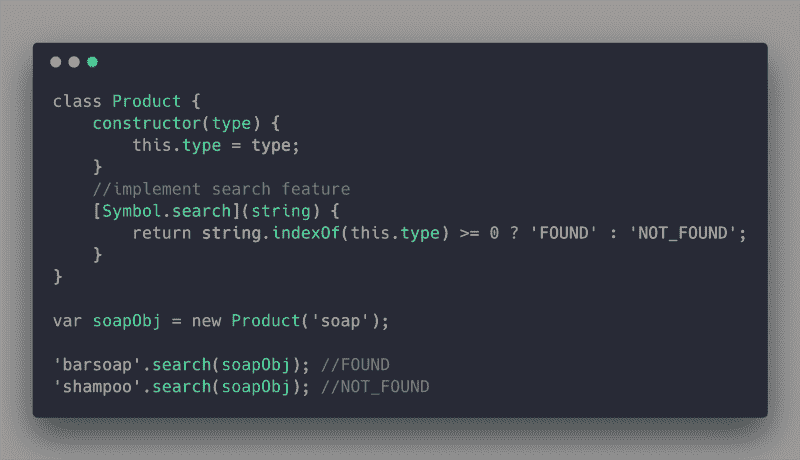 class Product {
    constructor(type) {
        this.type = type;
    }
    //implement search feature
    [Symbol.search](string) {
        return string.indexOf(this.type) >= 0 ? 'FOUND' : 'NOT_FOUND';
    }
}

var soapObj = new Product('soap');

'barsoap'.search(soapObj); //FOUND
'shampoo'.search(soapObj); //NOT_FOUND